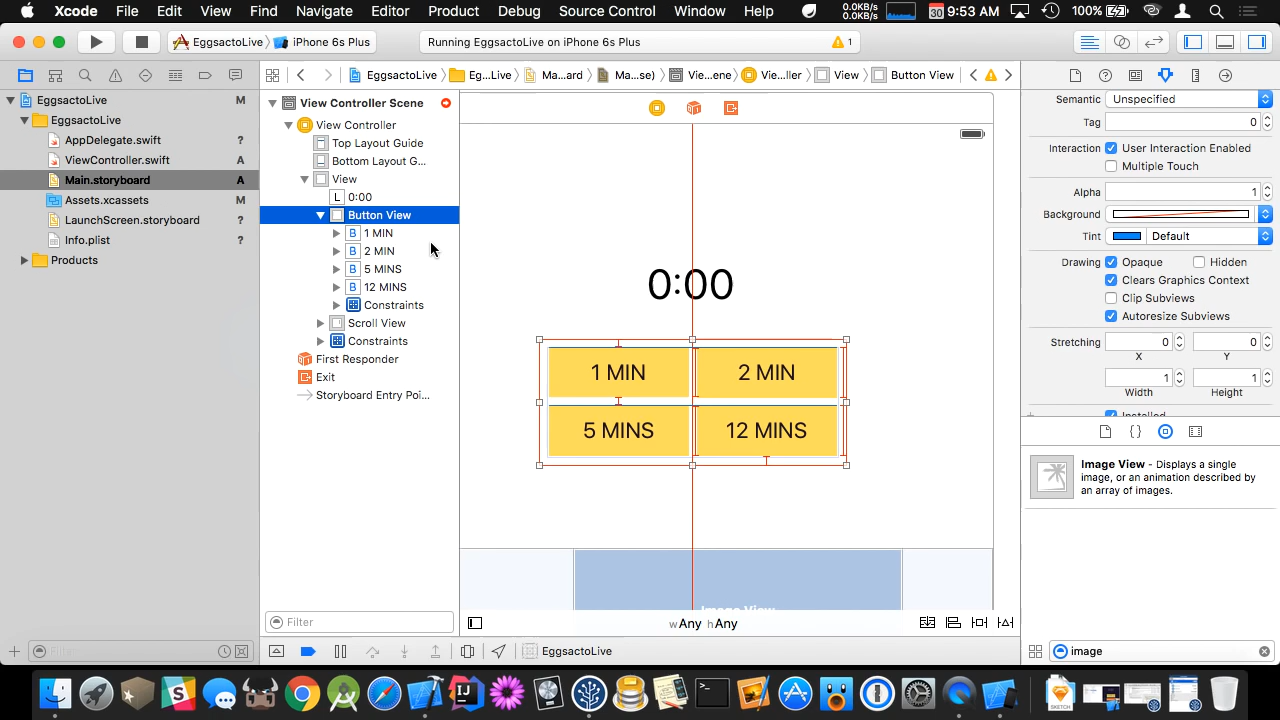 Xcode File Edit View Find Navigate Editor Product Debug Source Control Window Help 0.0KB/s 0.0KB/s 30 9:53 AM 100%
EggsactoLive iPhone 6s Plus Running EggsactoLive on iPhone 6s Plus 1
EggsactoLive Eg...Live Ma...ard Ma...se) Vie...ene Vie...ller View Button View
EggsactoLive M
EggsactoLive
AppDelegate.swift ?
ViewController.swift ?
Main.storyboard A
Assets.xcassets M
LaunchScreen.storyboard ?
Info.plist ?
Products
View Controller Scene
View Controller
Top Layout Guide
Bottom Layout G...
View
L 0:00
Button View
B 1 MIN
B 2 MIN
B 5 MINS
B 12 MINS
Constraints
Scroll View
Constraints
First Responder
Exit
Storyboard Entry Poi...
Filter
0:00
1 MIN 2 MIN
5 MINS 12 MINS
Image View
wAny hAny
EggsactoLive
Semantic Unspecified
Tag 0
Interaction User Interaction Enabled
Multiple Touch
Alpha 1
Background
Tint Default
Drawing Opaque Hidden
Clears Graphics Context
Clip Subviews
Autoresize Subviews
Stretching 0 0
X Y
1 1
Width Height
Installed
{}
Image View - Displays a single
image, or an animation described by
an array of images.
Filter
image
SKETCH